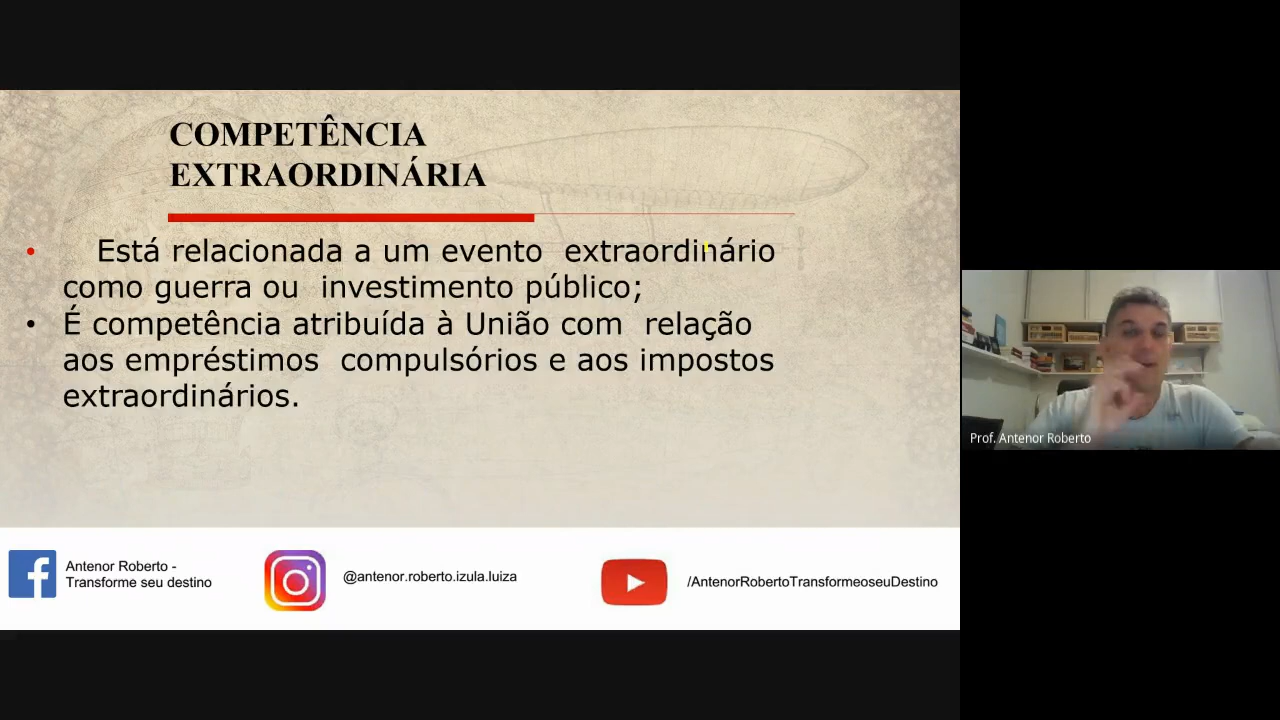 COMPETÊNCIA
EXTRAORDINÁRIA
• Está relacionada a um evento extraordinário
como guerra ou investimento público;
• É competência atribuída à União com relação
aos empréstimos compulsórios e aos impostos
extraordinários.
Prof. Antenor Roberto
Antenor Roberto -
Transforme seu destino
@antenor.roberto.izula.luiza
/AntenorRobertoTransformeoseuDestino